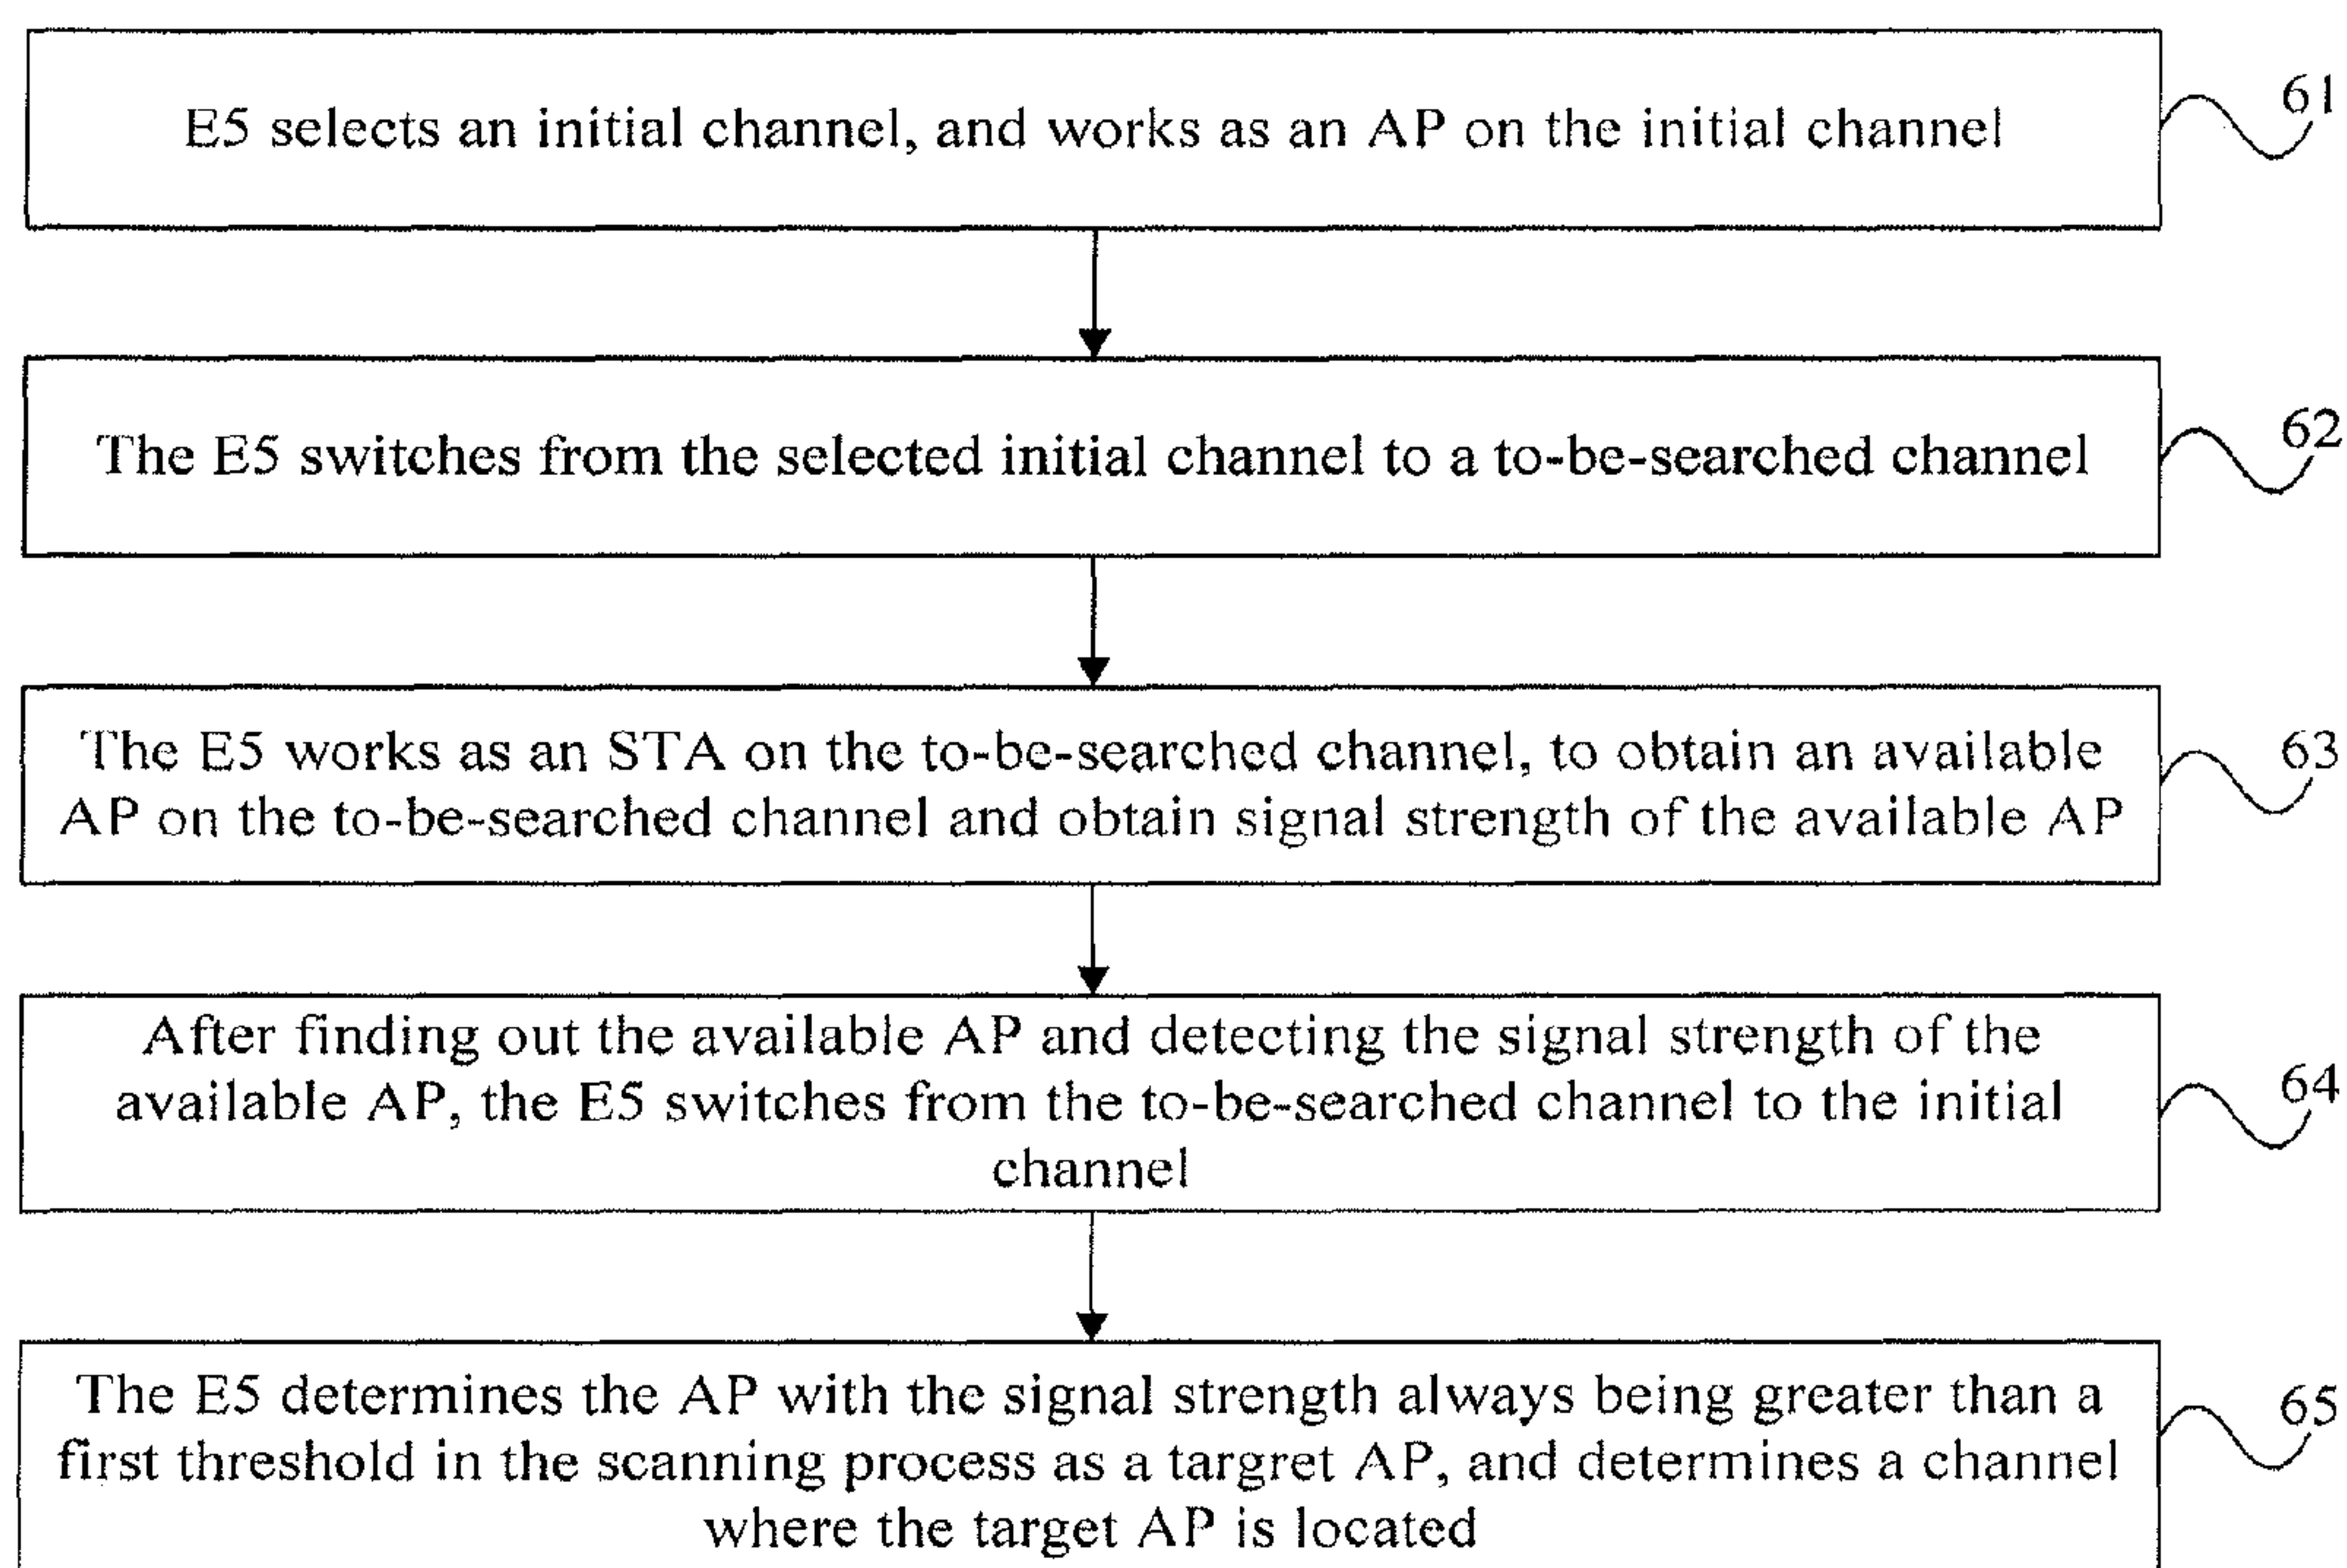 E5 selects an initial channel, and works as an AP on the initial channel
61
The E5 switches from the selected initial channel to a to-be-searched channel
62
The E5 works as an STA on the to-be-searched channel, to obtain an available
AP on the to-be-searched channel and obtain signal strength of the available AP
63
After finding out the available AP and detecting the signal strength of the
available AP, the E5 switches from the to-be-searched channel to the initial
channel
64
The E5 determines the AP with the signal strength always being greater than a
first threshold in the scanning process as a targret AP, and determines a channel
where the target AP is located
65